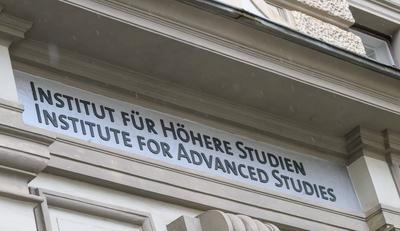 INSTITUT FÜR HÖHERE STUDIEN
INSTITUTE FOR ADVANCED STUDIES